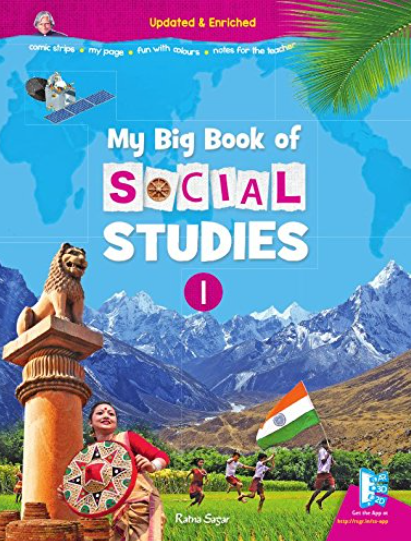 Updated & Enriched
comic strips • my page • fun with colours • notes for the teacher
My Big Book of
SOCIAL
STUDIES
1
Ratna Sagar
Get the App at